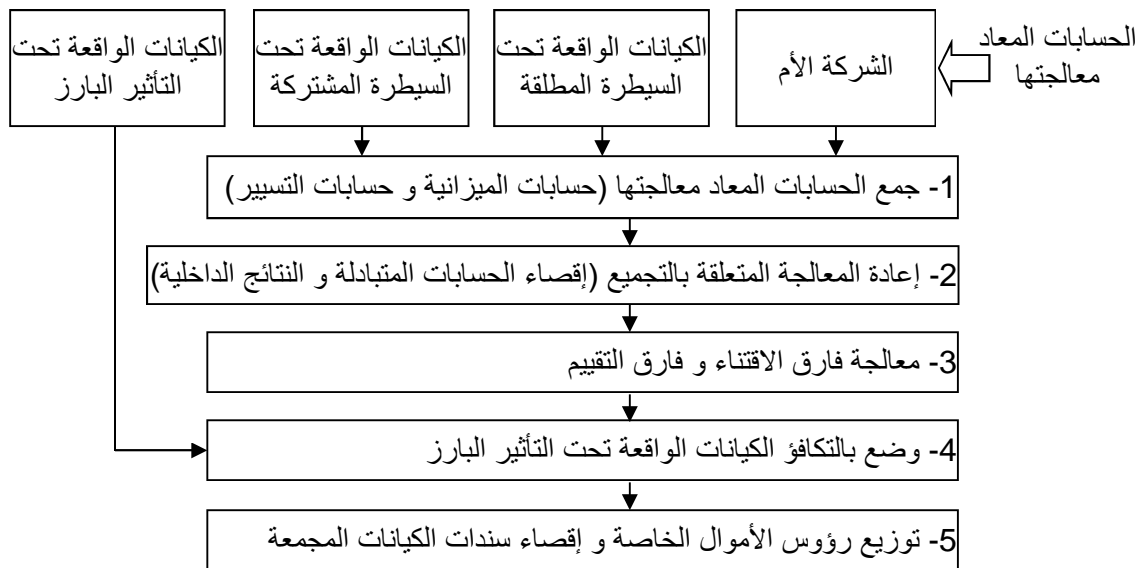 الحسابات المعاد
معالجتها
الشركة الأم
الكيانات الواقعة تحت
السيطرة المطلقة
الكيانات الواقعة تحت
السيطرة المشتركة
الكيانات الواقعة تحت
التأثير البارز
1- جمع الحسابات المعاد معالجتها (حسابات الميزانية و حسابات التسيير)
2- إعادة المعالجة المتعلقة بالتجميع (إقصاء الحسابات المتبادلة و النتائج الداخلية)
3- معالجة فارق الاقتناء و فارق التقييم
4- وضع بالتكافؤ الكيانات الواقعة تحت التأثير البارز
5- توزيع رؤوس الأموال الخاصة و إقصاء سندات الكيانات المجمعة